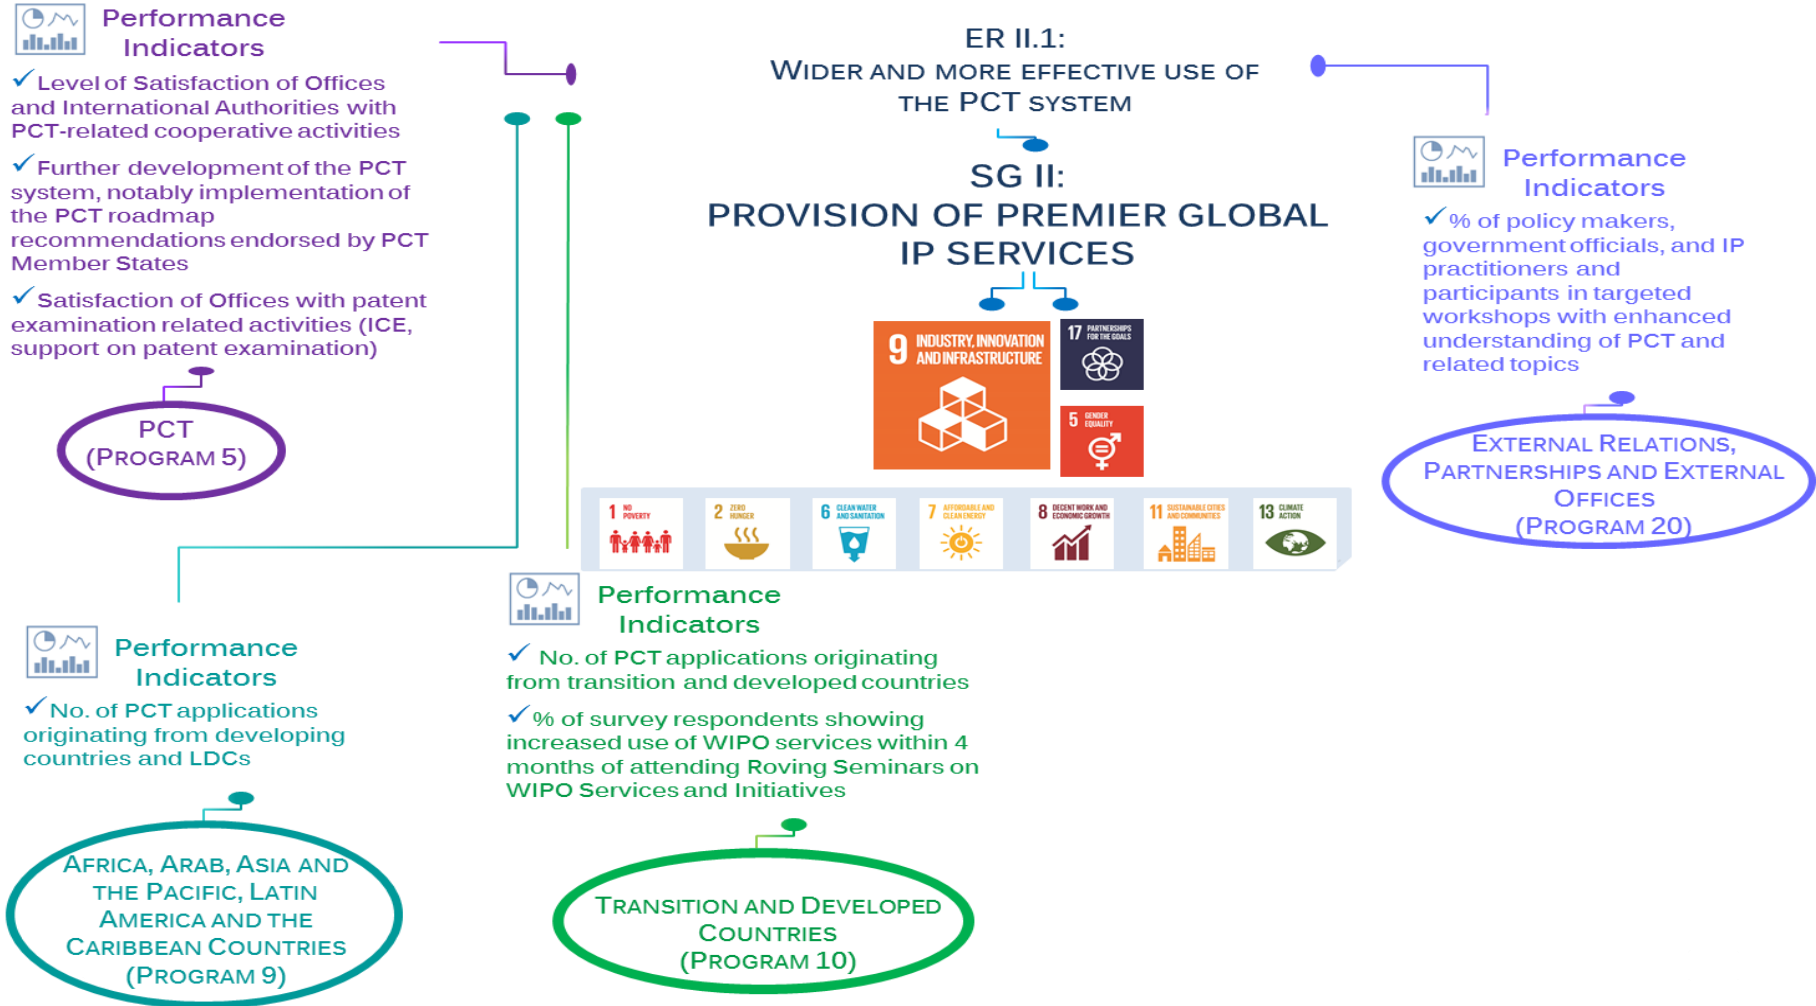 Performance
Indicators
✓Level of Satisfaction of Offices
and International Authorities with
PCT-related cooperative activities
✓Further development of the PCT
system, notably implementation of
the PCT roadmap
recommendations endorsed by PCT
Member States
✓Satisfaction of Offices with patent
examination related activities (ICE,
support on patent examination)
PCT
(PROGRAM 5)
ER II.1:
WIDER AND MORE EFFECTIVE USE OF
THE PCT SYSTEM
SG II:
PROVISION OF PREMIER GLOBAL
IP SERVICES
9 INDUSTRY, INNOVATION
AND INFRASTRUCTURE
17 PARTNERSHIPS
FOR THE GOALS
5 GENDER
EQUALITY
1 NO
POVERTY
2 ZERO
HUNGER
6 CLEAN WATER
AND SANITATION
7 AFFORDABLE AND
CLEAN ENERGY
8 DECENT WORK AND
ECONOMIC GROWTH
11 SUSTAINABLE CITIES
AND COMMUNITIES
13 CLIMATE
ACTION
Performance
Indicators
✓% of policy makers,
government officials, and IP
practitioners and
participants in targeted
workshops with enhanced
understanding of PCT and
related topics
EXTERNAL RELATIONS,
PARTNERSHIPS AND EXTERNAL
OFFICES
(PROGRAM 20)
Performance
Indicators
✓No. of PCT applications
originating from developing
countries and LDCs
AFRICA, ARAB, ASIA AND
THE PACIFIC, LATIN
AMERICA AND THE
CARIBBEAN COUNTRIES
(PROGRAM 9)
Performance
Indicators
✓ No. of PCT applications originating
from transition and developed countries
✓% of survey respondents showing
increased use of WIPO services within 4
months of attending Roving Seminars on
WIPO Services and Initiatives
TRANSITION AND DEVELOPED
COUNTRIES
(PROGRAM 10)